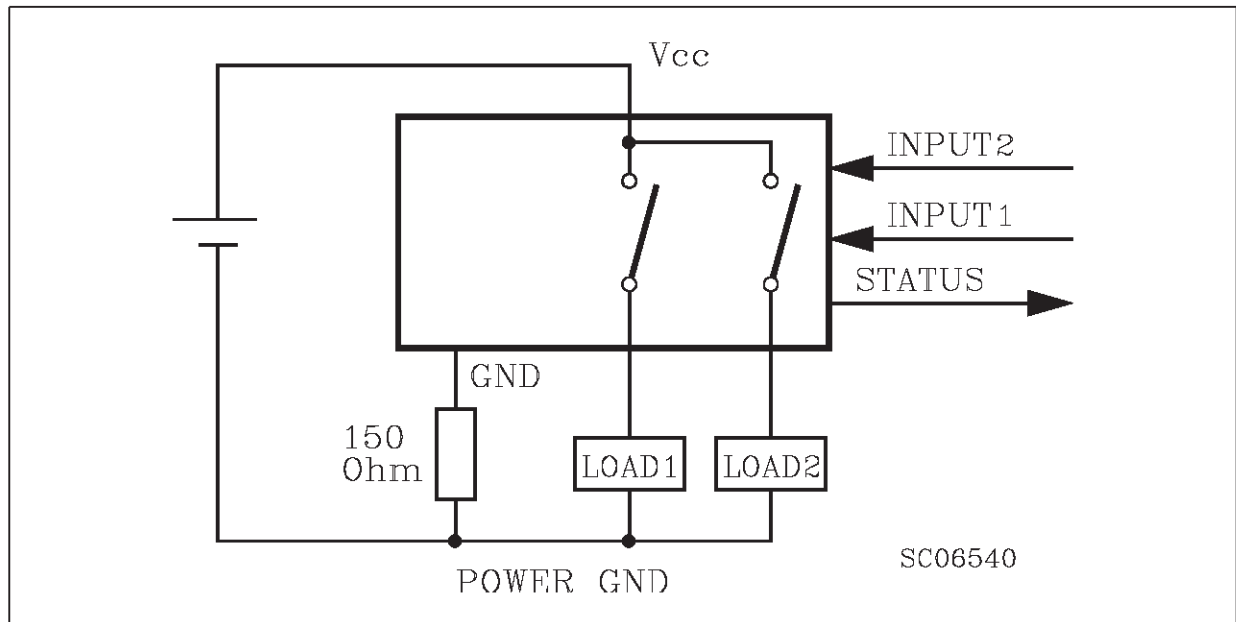 Vcc
INPUT2
INPUT1
STATUS
GND
150
Ohm
LOAD1
LOAD2
POWER GND
SC06540